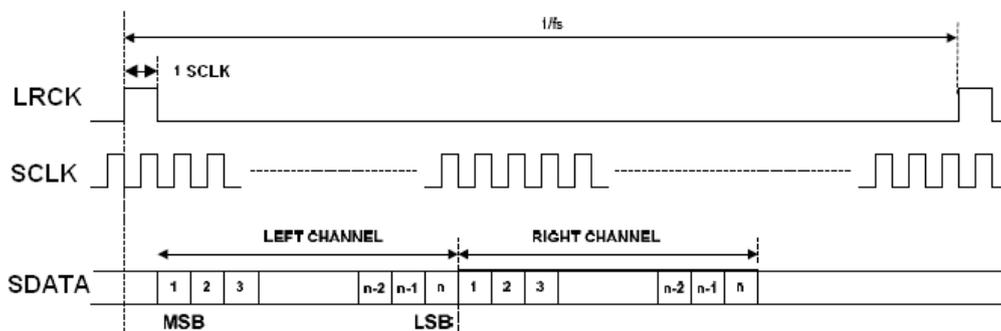 1/fs
1 SCLK
LRCK
SCLK
LEFT CHANNEL RIGHT CHANNEL
SDATA 1 2 3 n-2 n-1 n 1 2 3 n-2 n-1 n
MSB LSB